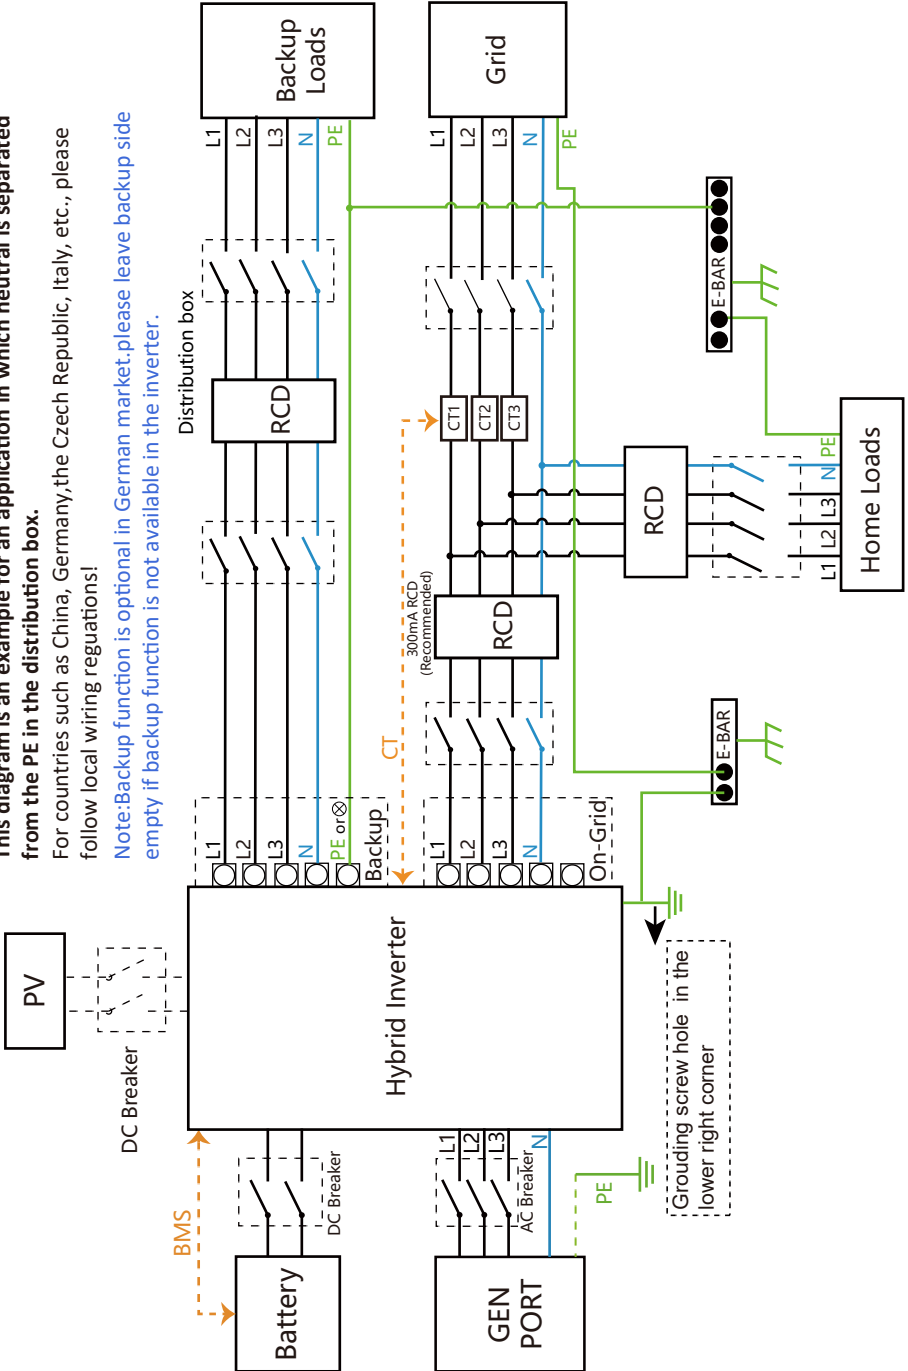 This diagram is an example for an application in which neutral is separated
from the PE in the distribution box.
For countries such as China, Germany,the Czech Republic, Italy, etc., please
follow local wiring reguations!
Note:Backup function is optional in German market.please leave backup side
empty if backup function is not available in the inverter.
PV
DC Breaker
Distribution box
Backup
Loads
L1
L2
L3
N
PE
RCD
L1
L2
L3
N
PE or
Backup
BMS
Battery
DC Breaker
Hybrid Inverter
CT
Grid
L1
L2
L3
N
PE
CT1
CT2
CT3
300mA RCD
(Recommended)
RCD
L1
L2
L3
N
On-Grid
GEN
PORT
L1
L2
L3
N
AC Breaker
PE
RCD
L1
L2
L3
N
PE
Home Loads
E-BAR
E-BAR
Grouding screw hole in the
lower right corner